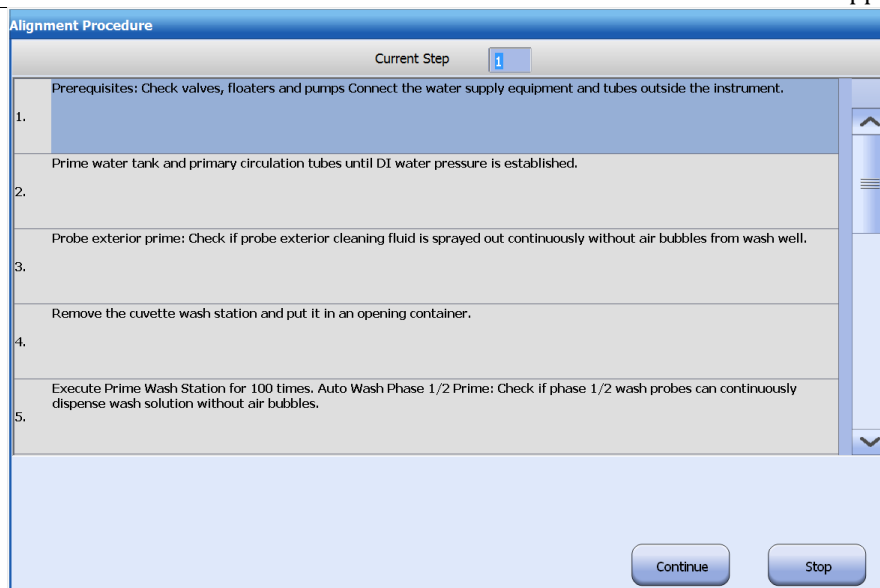 Alignment Procedure
Current Step 1
Prerequisites: Check valves, floaters and pumps Connect the water supply equipment and tubes outside the instrument.
1.
Prime water tank and primary circulation tubes until DI water pressure is established.
2.
Probe exterior prime: Check if probe exterior cleaning fluid is sprayed out continuously without air bubbles from wash well.
3.
Remove the cuvette wash station and put it in an opening container.
4.
Execute Prime Wash Station for 100 times. Auto Wash Phase 1/2 Prime: Check if phase 1/2 wash probes can continuously
dispense wash solution without air bubbles.
5.
Continue Stop